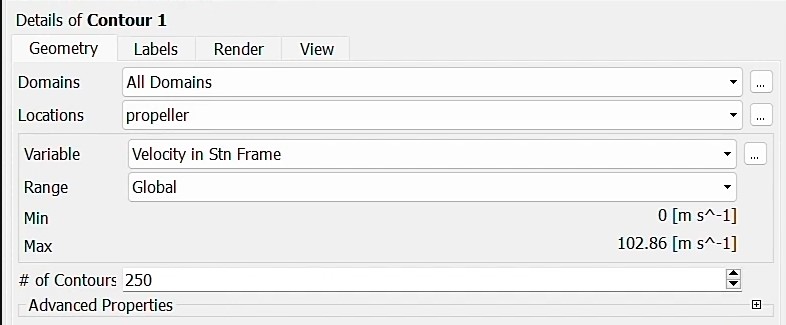 Details of Contour 1
Geometry Labels Render View
Domains All Domains ...
Locations propeller ...
Variable Velocity in Stn Frame ...
Range Global
Min 0 [m s^-1]
Max 102.86 [m s^-1]
# of Contours 250
Advanced Properties